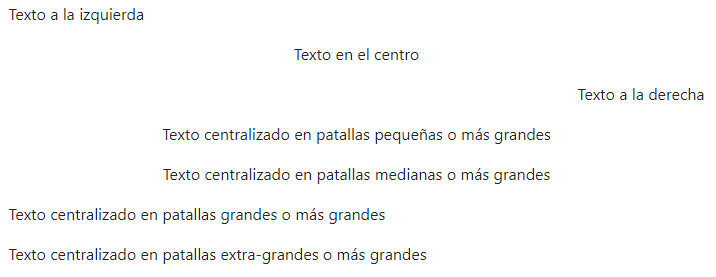 Texto a la izquierda
Texto en el centro
Texto a la derecha
Texto centralizado en patallas pequeñas o más grandes
Texto centralizado en patallas medianas o más grandes
Texto centralizado en patallas grandes o más grandes
Texto centralizado en patallas extra-grandes o más grandes